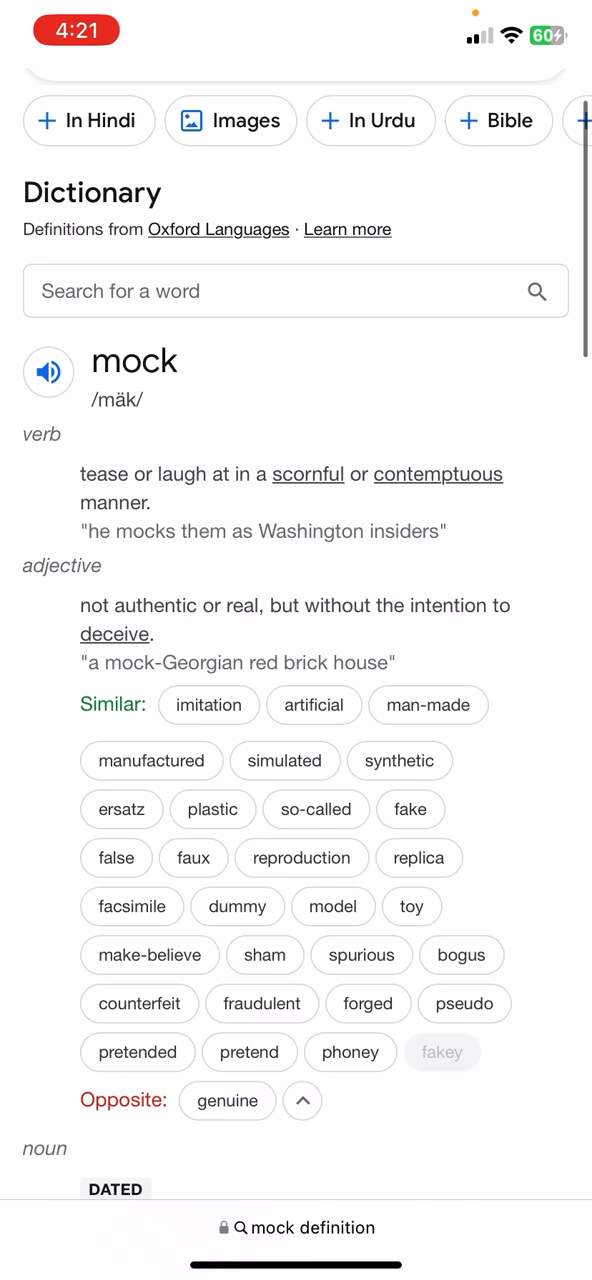 4:21
60
In Hindi Images In Urdu Bible
Dictionary
Definitions from Oxford Languages · Learn more
Search for a word
mock
/mäk/
verb
tease or laugh at in a scornful or contemptuous
manner.
"he mocks them as Washington insiders"
adjective
not authentic or real, but without the intention to
deceive.
"a mock-Georgian red brick house"
Similar: imitation artificial man-made
manufactured simulated synthetic
ersatz plastic so-called fake
false faux reproduction replica
facsimile dummy model toy
make-believe sham spurious bogus
counterfeit fraudulent forged pseudo
pretended pretend phoney fakey
Opposite: genuine
noun
DATED
mock definition